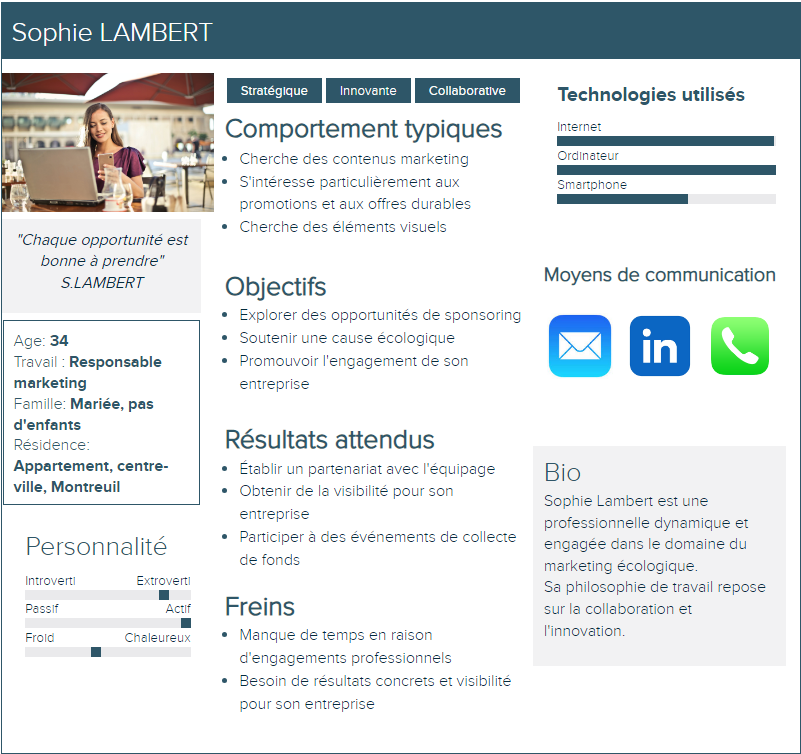 Sophie LAMBERT
"Chaque opportunité est
bonne à prendre"
S.LAMBERT
Age: 34
Travail : Responsable
marketing
Famille: Mariée, pas
d'enfants
Résidence:
Appartement, centre-
ville, Montreuil
Personnalité
Introverti Extroverti
Passif Actif
Froid Chaleureux
Stratégique Innovante Collaborative
Comportement typiques
Cherche des contenus marketing
S'intéresse particulièrement aux
promotions et aux offres durables
Cherche des éléments visuels
Objectifs
Explorer des opportunités de sponsoring
Soutenir une cause écologique
Promouvoir l'engagement de son
entreprise
Résultats attendus
Établir un partenariat avec l'équipage
Obtenir de la visibilité pour son
entreprise
Participer à des événements de collecte
de fonds
Freins
Manque de temps en raison
d'engagements professionnels
Besoin de résultats concrets et visibilité
pour son entreprise
Technologies utilisés
Internet
Ordinateur
Smartphone
Moyens de communication
in
Bio
Sophie Lambert est une
professionnelle dynamique et
engagée dans le domaine du
marketing écologique.
Sa philosophie de travail repose
sur la collaboration et
l'innovation.